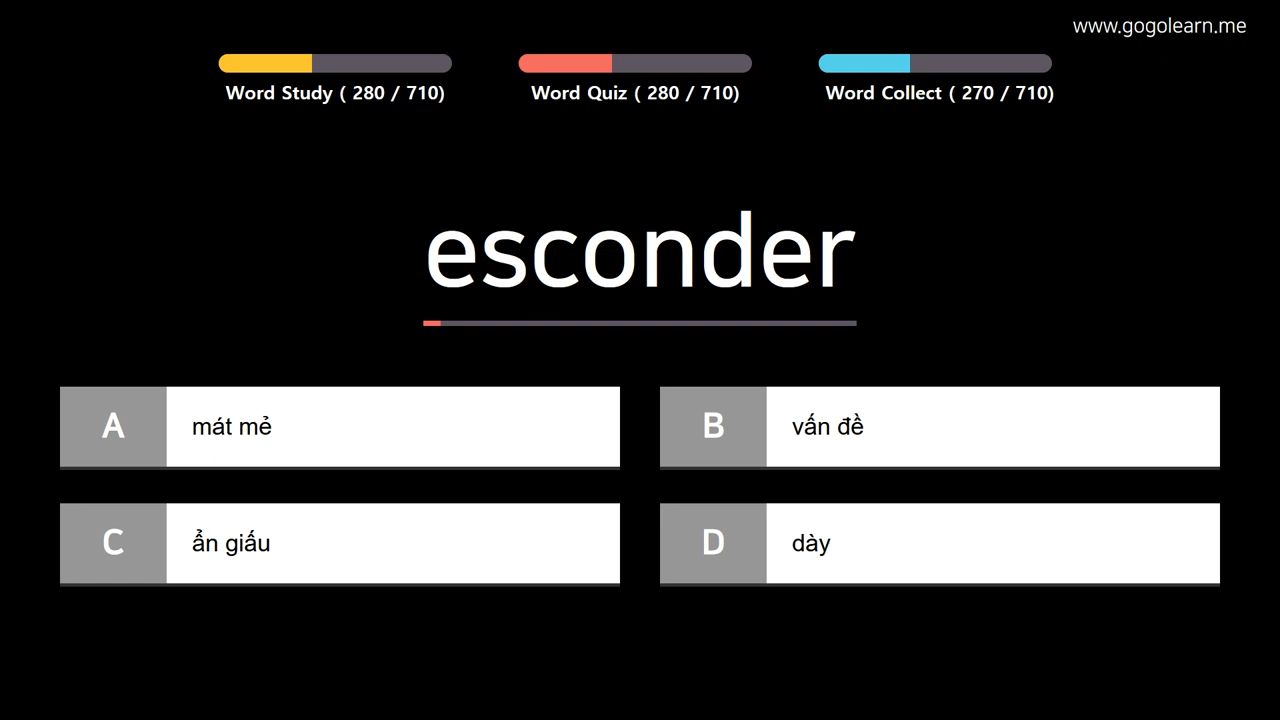 www.gogolearn.me
Word Study ( 280 / 710)
Word Quiz ( 280 / 710)
Word Collect ( 270 / 710)
esconder
A
mát mẻ
B
vấn đề
C
ẩn giấu
D
dày